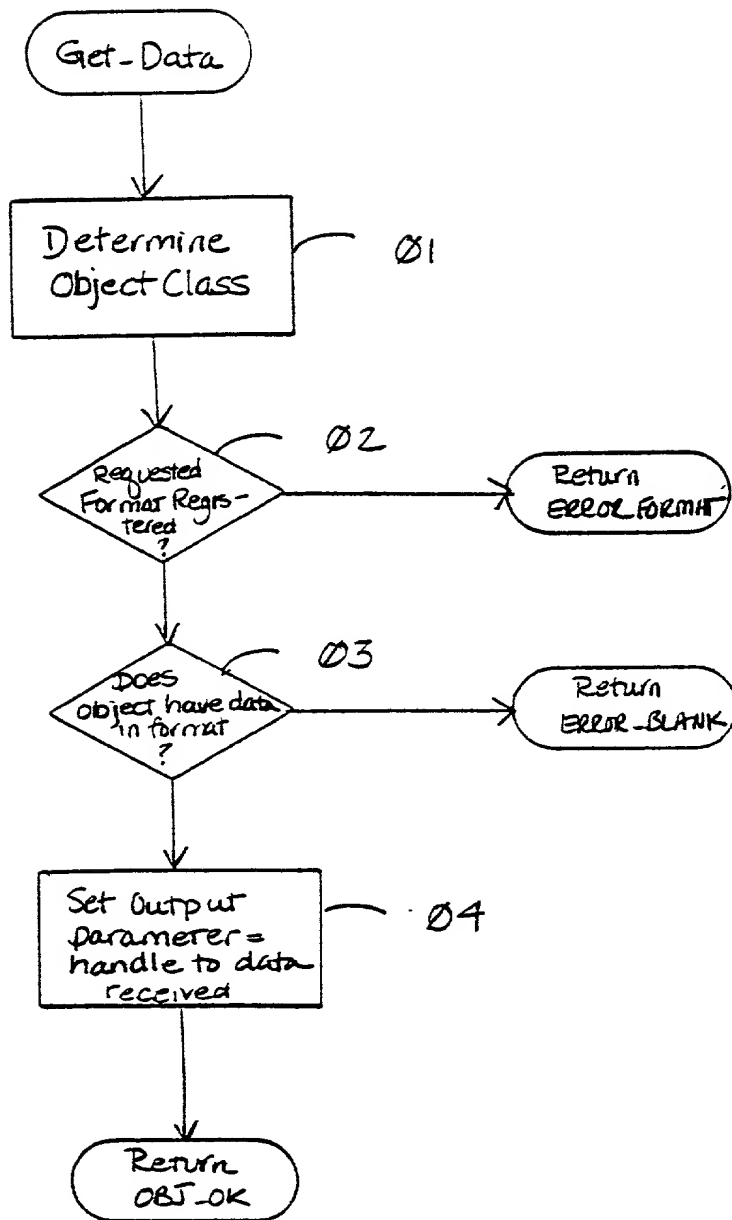 Get_Data
Determine
Object Class
Ø1
Requested
Format Regis-
tered
?
Ø2
Return
ERROR_FORMAT
Does
object have data
in format
?
Ø3
Return
ERROR_BLANK
Set Output
parameter =
handle to data
received
Ø4
Return
OBJ_OK